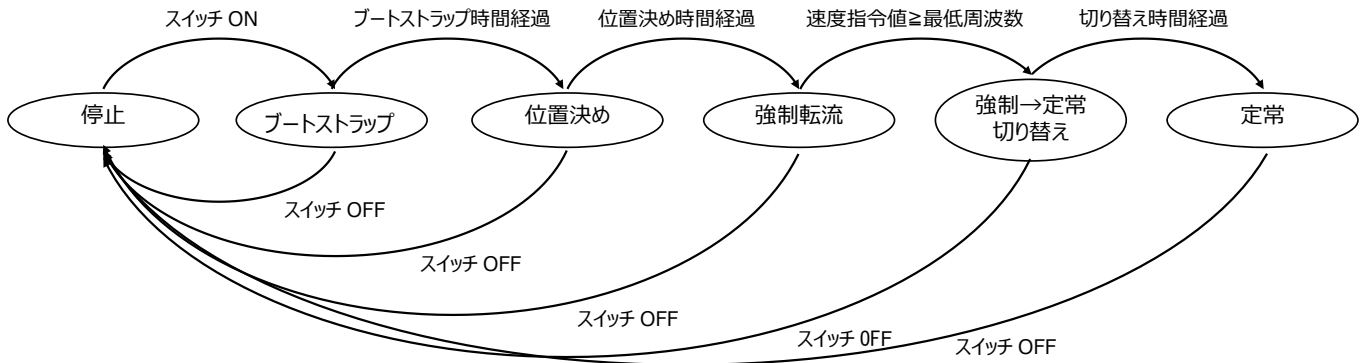 スイッチ ON
ブートストラップ時間経過
位置決め時間経過
速度指令値≧最低周波数
切り替え時間経過
停止
ブートストラップ
位置決め
強制転流
強制→定常
切り替え
定常
スイッチ OFF
スイッチ OFF
スイッチ OFF
スイッチ 0FF
スイッチ OFF